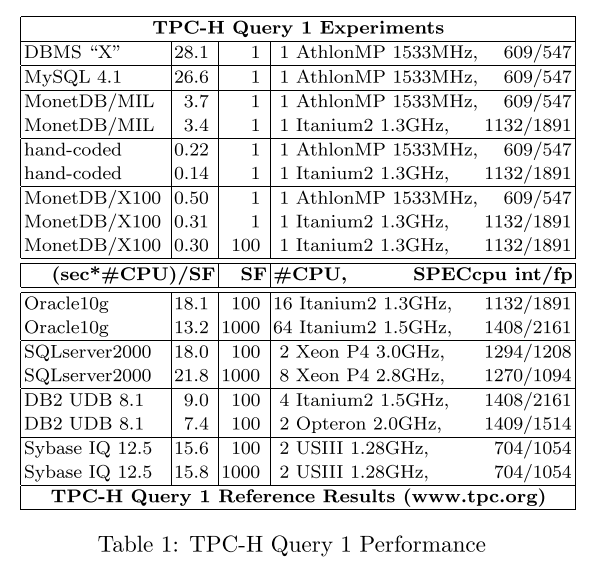 TPC-H Query 1 Experiments
DBMS “X” 28.1 1 1 AthlonMP 1533MHz, 609/547
MySQL 4.1 26.6 1 1 AthlonMP 1533MHz, 609/547
MonetDB/MIL 3.7 1 1 AthlonMP 1533MHz, 609/547
MonetDB/MIL 3.4 1 1 Itanium2 1.3GHz, 1132/1891
hand-coded 0.22 1 1 AthlonMP 1533MHz, 609/547
hand-coded 0.14 1 1 Itanium2 1.3GHz, 1132/1891
MonetDB/X100 0.50 1 1 AthlonMP 1533MHz, 609/547
MonetDB/X100 0.31 1 1 Itanium2 1.3GHz, 1132/1891
MonetDB/X100 0.30 100 1 Itanium2 1.3GHz, 1132/1891
(sec*#CPU)/SF SF #CPU, SPECcpu int/fp
Oracle10g 18.1 100 16 Itanium2 1.3GHz, 1132/1891
Oracle10g 13.2 1000 64 Itanium2 1.5GHz, 1408/2161
SQLserver2000 18.0 100 2 Xeon P4 3.0GHz, 1294/1208
SQLserver2000 21.8 1000 8 Xeon P4 2.8GHz, 1270/1094
DB2 UDB 8.1 9.0 100 4 Itanium2 1.5GHz, 1408/2161
DB2 UDB 8.1 7.4 100 2 Opteron 2.0GHz, 1409/1514
Sybase IQ 12.5 15.6 100 2 USIII 1.28GHz, 704/1054
Sybase IQ 12.5 15.8 1000 2 USIII 1.28GHz, 704/1054
TPC-H Query 1 Reference Results (www.tpc.org)
Table 1: TPC-H Query 1 Performance